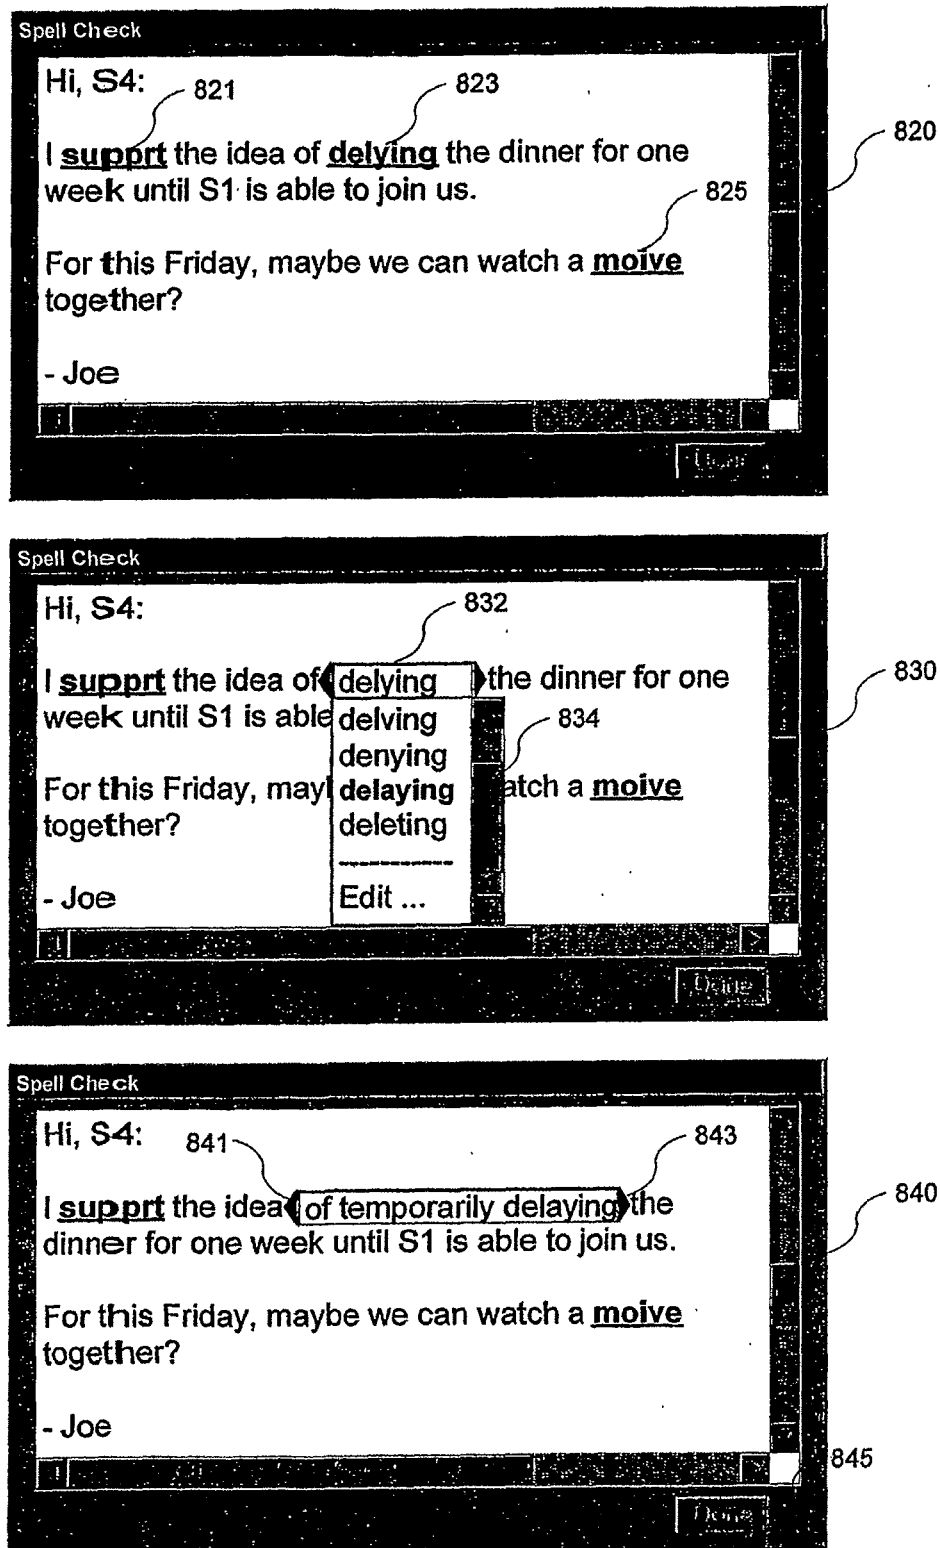 Spell Check
Hi, S4:
821
823
I supprt the idea of delying the dinner for one
820
week until S1 is able to join us.
825
For this Friday, maybe we can watch a moive
together?
- Joe
Done
Spell Check
Hi, S4:
832
I supprt the idea of delying the dinner for one
830
week until S1 is able delving
834
denying
For this Friday, mayl delaying atch a moive
together? deleting
----------
- Joe Edit ...
>
Done
Spell Check
Hi, S4:
841
843
I supprt the idea of temporarily delaying the
840
dinner for one week until S1 is able to join us.
For this Friday, maybe we can watch a moive
together?
- Joe
845
Done